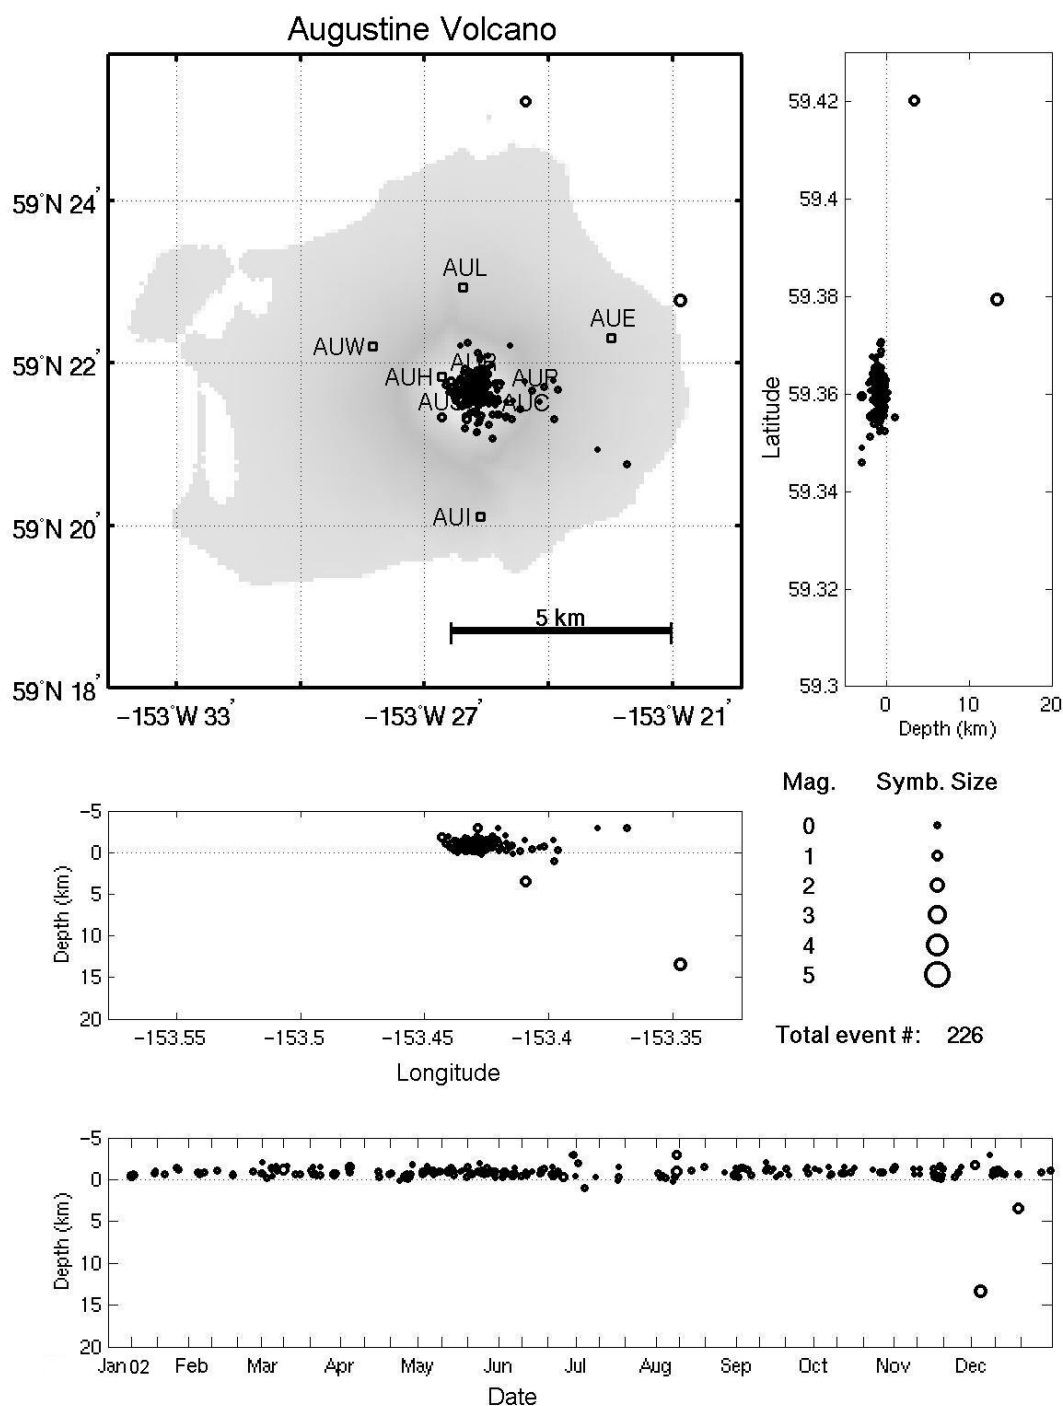 Augustine Volcano
59°N 24'
59°N 22'
59°N 20'
59°N 18'
AUL
AUE
AUW
AUH
AUP
AUC
AUI
5 km
-153°W 33'
-153°W 27'
-153°W 21'
59.42
59.4
59.38
59.36
59.34
59.32
59.3
Latitude
0 10 20
Depth (km)
-5
0
5
10
15
20
Depth (km)
-153.55 -153.5 -153.45 -153.4 -153.35
Longitude
Mag. Symb. Size
0
1
2
3
4
5
Total event #: 226
-5
0
5
10
15
20
Depth (km)
Jan 02 Feb Mar Apr May Jun Jul Aug Sep Oct Nov Dec
Date